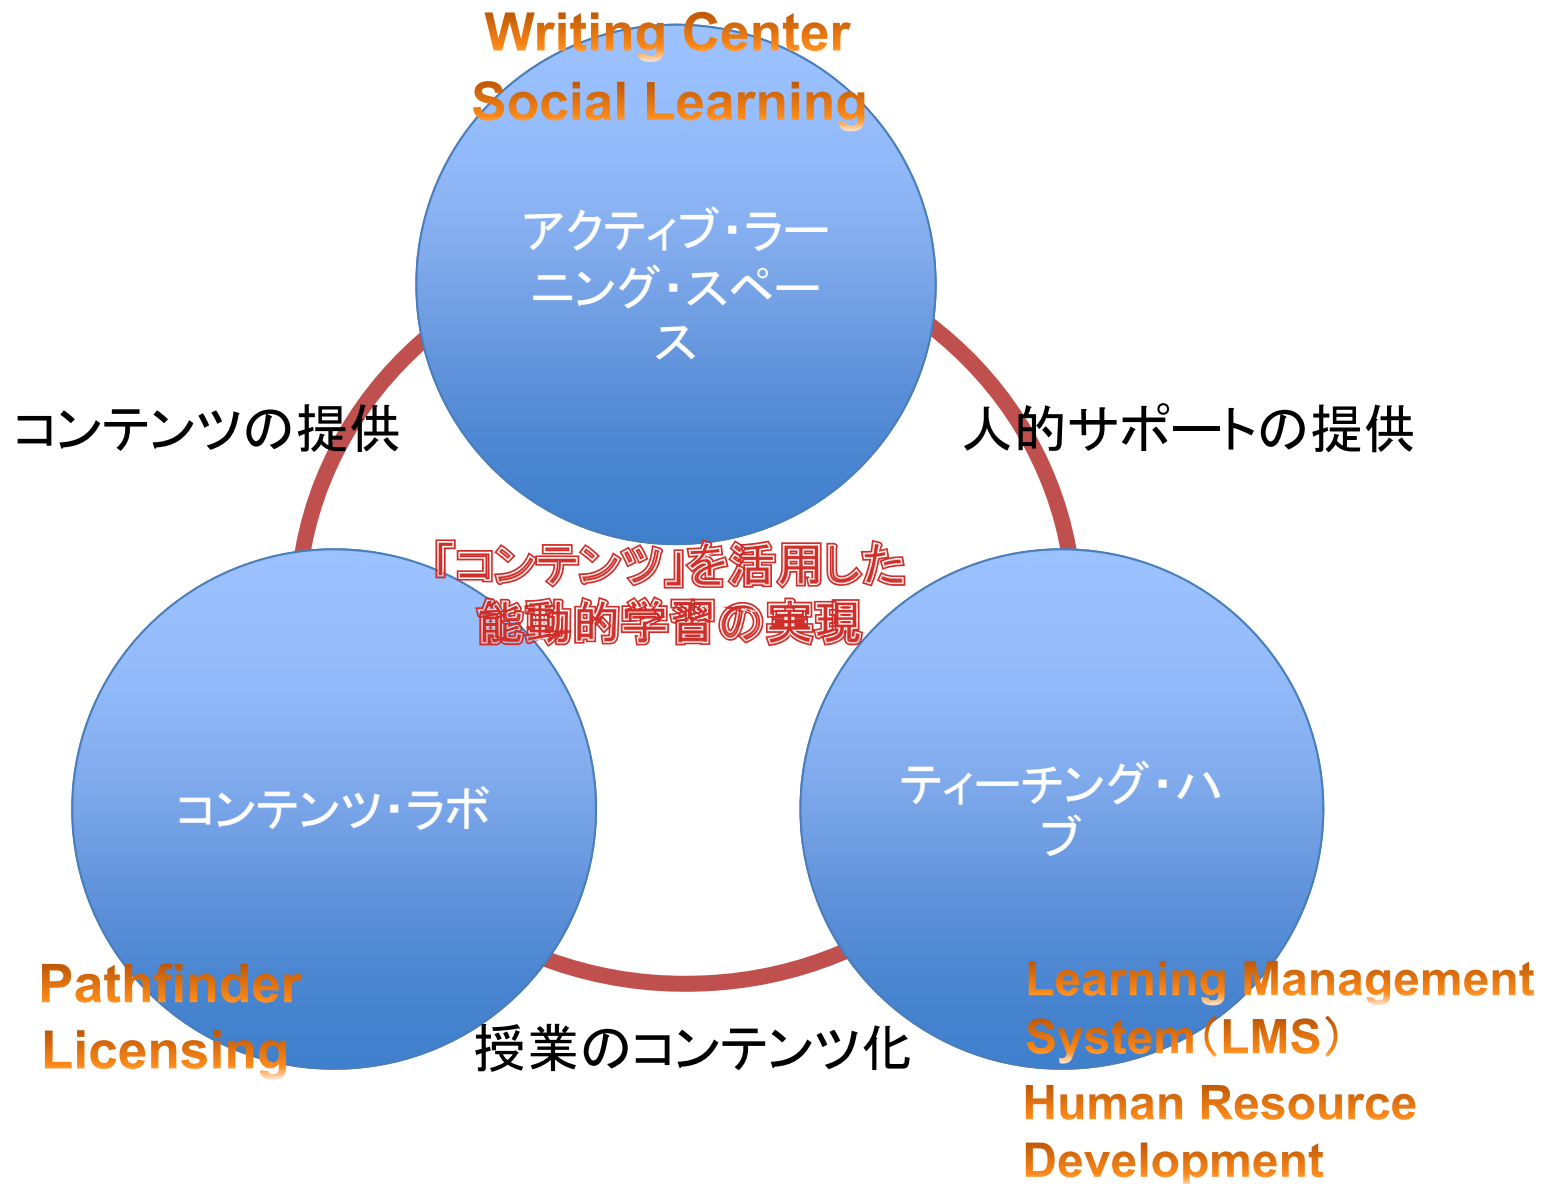 Writing Center
Social Learning
アクティブ・ラー
ニング・スペー
ス
コンテンツの提供
人的サポートの提供
「コンテンツ」を活用した
能動的学習の実現
コンテンツ・ラボ
ティーチング・ハ
ブ
Pathfinder
Licensing
授業のコンテンツ化
Learning Management
System（LMS）
Human Resource
Development